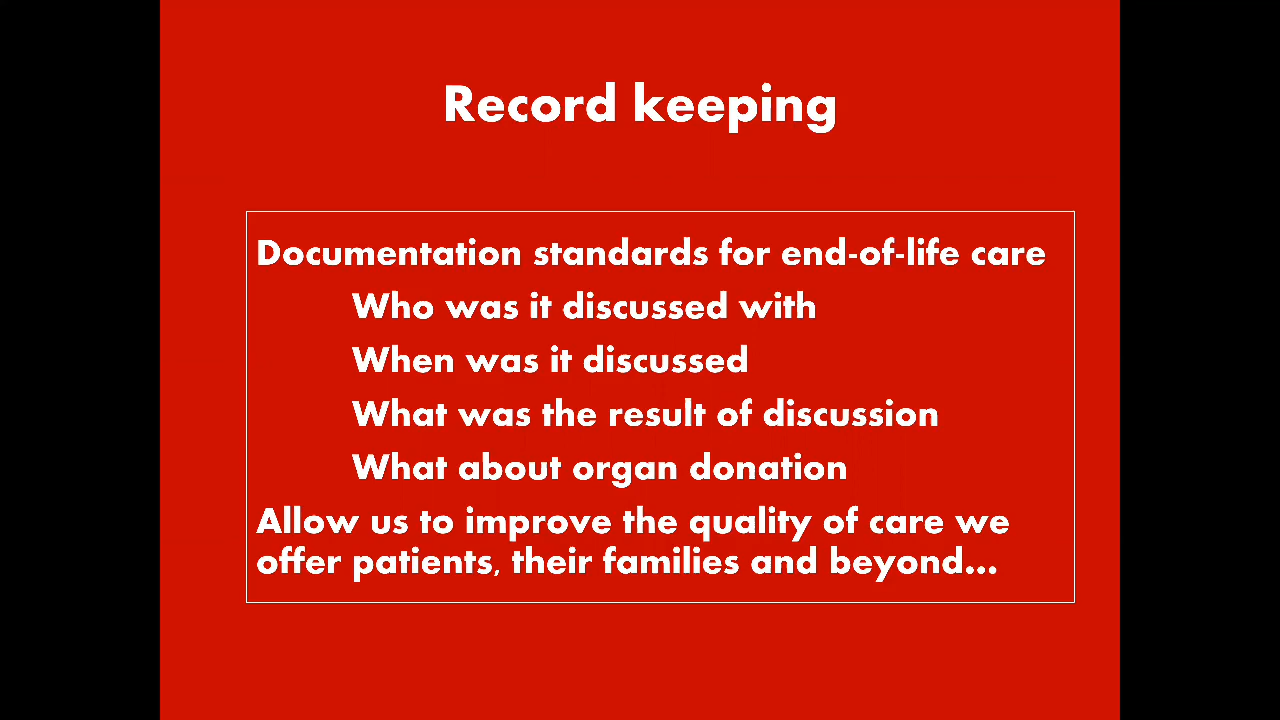 Record keeping
Documentation standards for end-of-life care
Who was it discussed with
When was it discussed
What was the result of discussion
What about organ donation
Allow us to improve the quality of care we
offer patients, their families and beyond...